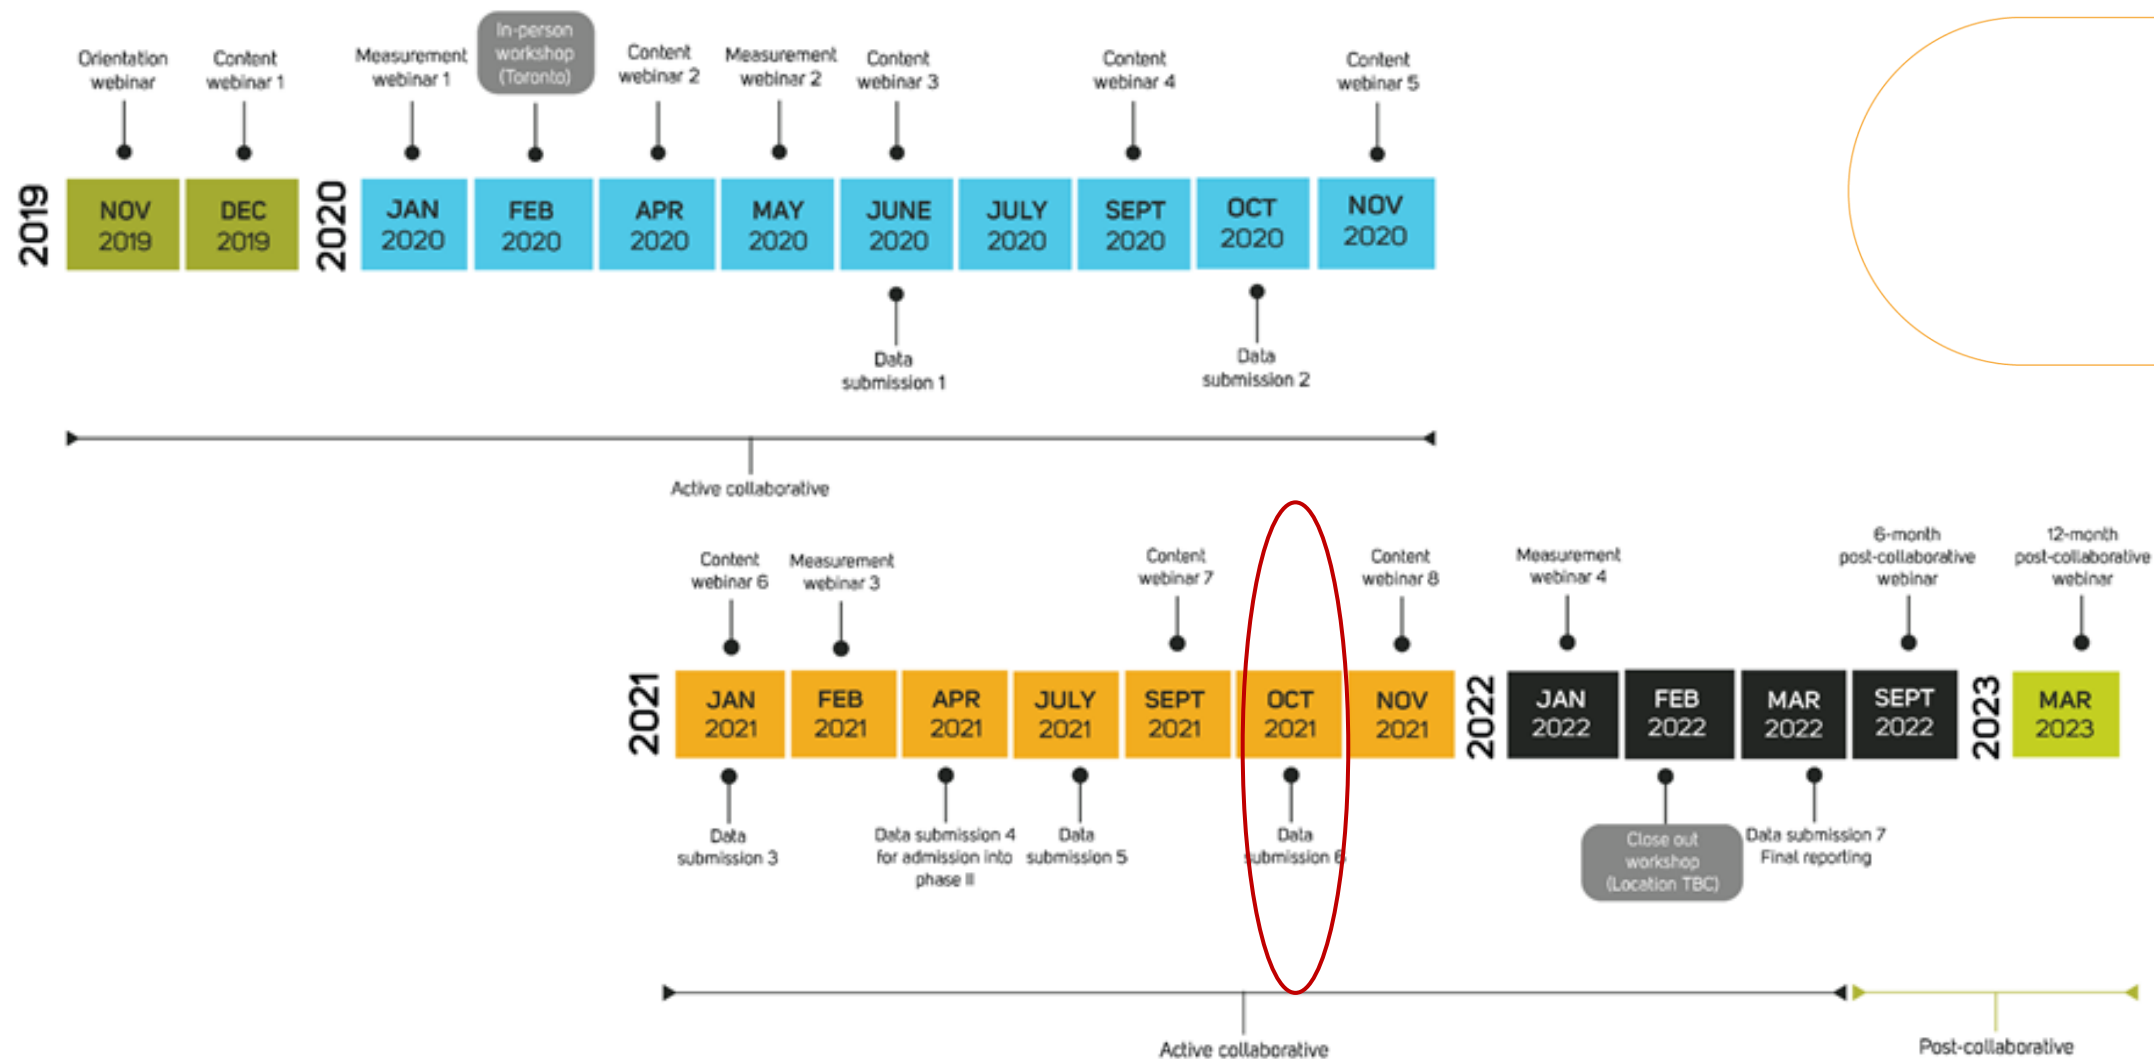 Orientation
webinar
Content
webinar 1
Measurement
webinar 1
In-person
workshop
(Toronto)
Content
webinar 2
Measurement
webinar 2
Content
webinar 3
Content
webinar 4
Content
webinar 5
2019
NOV
2019
DEC
2019
2020
JAN
2020
FEB
2020
APR
2020
MAY
2020
JUNE
2020
JULY
2020
SEPT
2020
OCT
2020
NOV
2020
Data
submission 1
Data
submission 2
Active collaborative
Content
webinar 6
Measurement
webinar 3
Content
webinar 7
Content
webinar 8
Measurement
webinar 4
6-month
post-collaborative
webinar
12-month
post-collaborative
webinar
2021
JAN
2021
FEB
2021
APR
2021
JULY
2021
SEPT
2021
OCT
2021
NOV
2021
2022
JAN
2022
FEB
2022
MAR
2022
SEPT
2022
2023
MAR
2023
Data
submission 3
Data submission 4
for admission into
phase II
Data
submission 5
Data
submission 6
Close out
workshop
(Location TBC)
Data submission 7
Final reporting
Active collaborative
Post-collaborative